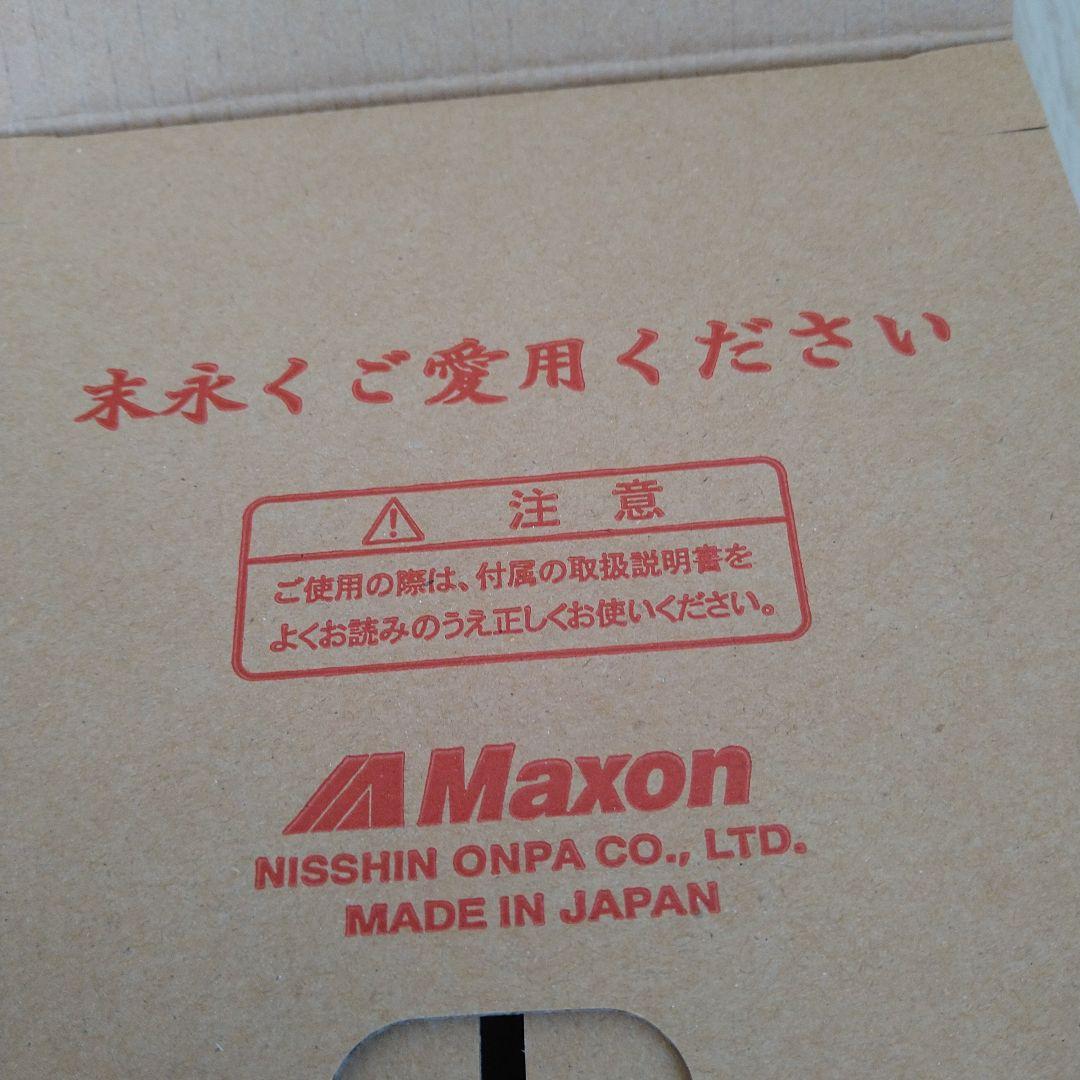 末永くご愛用ください
注 意
ご使用の際は、付属の取扱説明書を
よくお読みのうえ正しくお使いください。
Maxon
NISSHIN ONPA CO., LTD.
MADE IN JAPAN